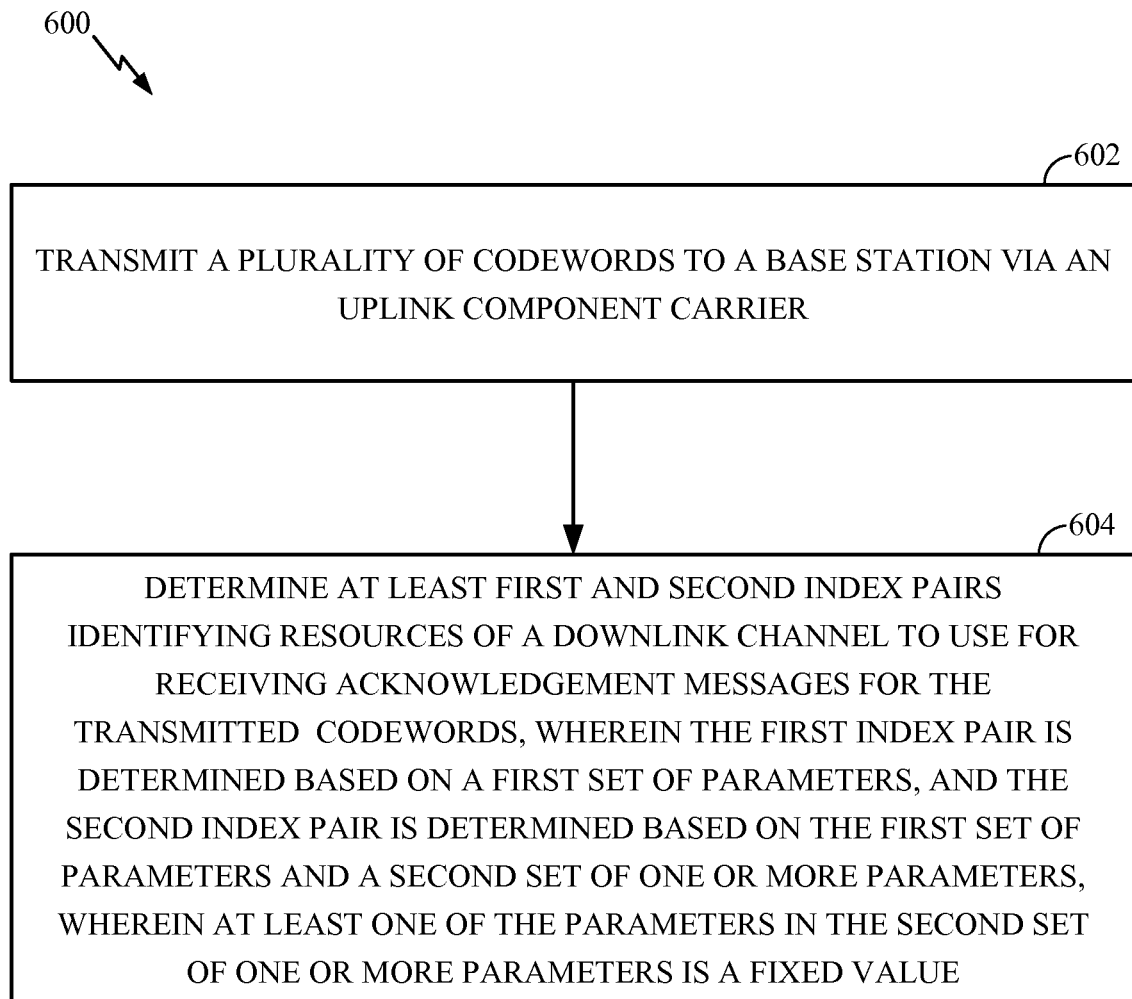 600
602
TRANSMIT A PLURALITY OF CODEWORDS TO A BASE STATION VIA AN
UPLINK COMPONENT CARRIER
604
DETERMINE AT LEAST FIRST AND SECOND INDEX PAIRS
IDENTIFYING RESOURCES OF A DOWNLINK CHANNEL TO USE FOR
RECEIVING ACKNOWLEDGEMENT MESSAGES FOR THE
TRANSMITTED CODEWORDS, WHEREIN THE FIRST INDEX PAIR IS
DETERMINED BASED ON A FIRST SET OF PARAMETERS, AND THE
SECOND INDEX PAIR IS DETERMINED BASED ON THE FIRST SET OF
PARAMETERS AND A SECOND SET OF ONE OR MORE PARAMETERS,
WHEREIN AT LEAST ONE OF THE PARAMETERS IN THE SECOND SET
OF ONE OR MORE PARAMETERS IS A FIXED VALUE